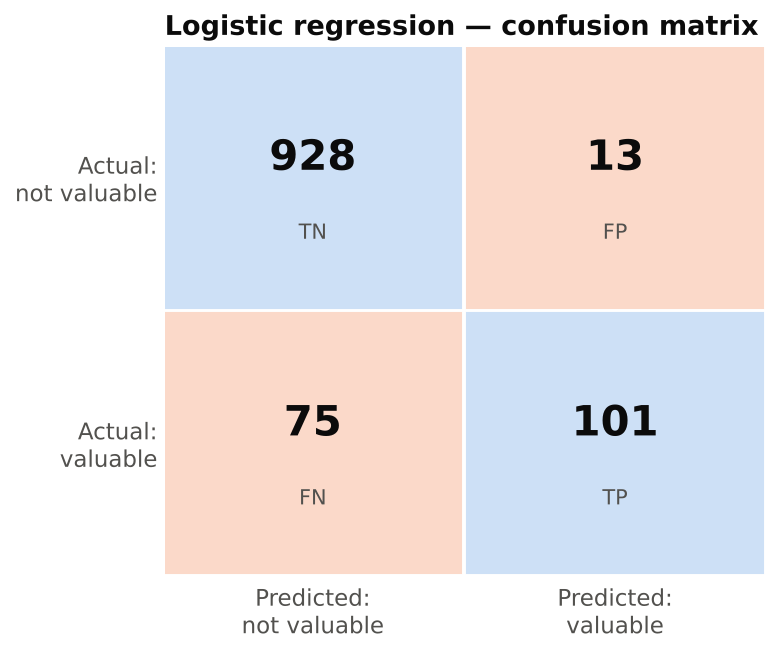 Logistic regression — confusion matrix
Actual:
not valuable
928
TN
13
FP
Actual:
valuable
75
FN
101
TP
Predicted:
not valuable
Predicted:
valuable